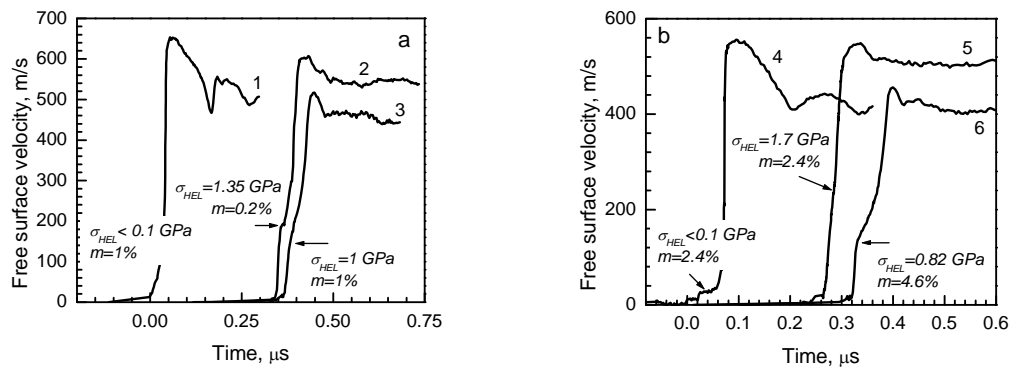 a
700
600
500
400
300
200
100
0
Free surface velocity, m/s
1
2
3
σHEL=1.35 GPa
m=0.2%
σHEL< 0.1 GPa
m=1%
σHEL=1 GPa
m=1%
0.00 0.25 0.50 0.75
Time, μs
b
600
400
200
0
Free surface velocity, m/s
4
5
6
σHEL=1.7 GPa
m=2.4%
σHEL<0.1 GPa
m=2.4%
σHEL=0.82 GPa
m=4.6%
0.0 0.1 0.2 0.3 0.4 0.5 0.6
Time, μs